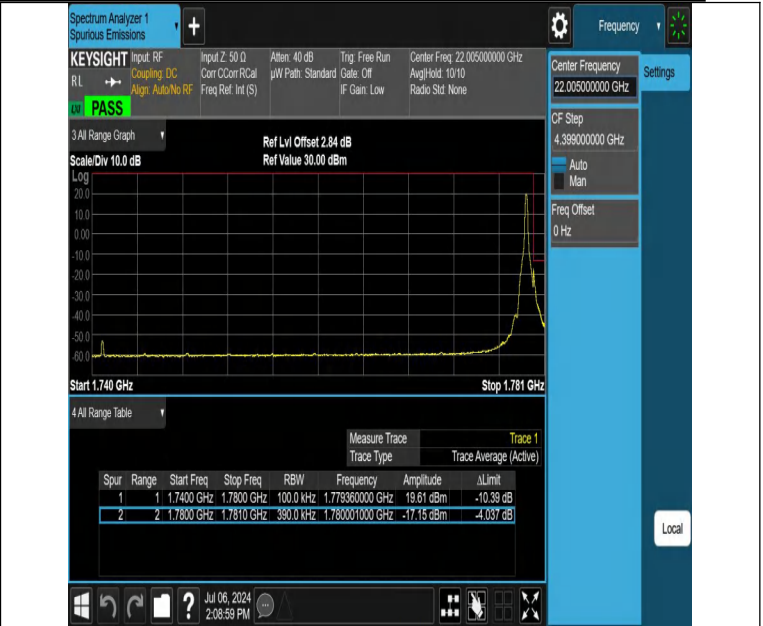 Spectrum Analyzer 1
Spurious Emissions
+
Frequency
KEYSIGHT
RL
Input: RF
Coupling: DC
Align: Auto/No RF
Input Z: 50 Ω
Corr CCorr RCal
Freq Ref: Int (S)
Atten: 40 dB
µW Path: Standard
Trig: Free Run
Gate: Off
IF Gain: Low
Center Freq: 22.005000000 GHz
Avg|Hold: 10/10
Radio Std: None
PASS
Center Frequency
22.005000000 GHz
Settings
CF Step
4.399000000 GHz
Auto
Man
Freq Offset
0 Hz
3 All Range Graph
Scale/Div 10.0 dB
Ref Lvl Offset 2.84 dB
Ref Value 30.00 dBm
Log
20.0
10.0
0.00
-10.0
-20.0
-30.0
-40.0
-50.0
-60.0
Start 1.740 GHz Stop 1.781 GHz
4 All Range Table
Measure Trace Trace 1
Trace Type Trace Average (Active)
Spur Range Start Freq Stop Freq RBW Frequency Amplitude ΔLimit
1 1 1.7400 GHz 1.7800 GHz 100.0 kHz 1.779360000 GHz 19.61 dBm -10.39 dB
2 2 1.7800 GHz 1.7810 GHz 390.0 kHz 1.780001000 GHz -17.15 dBm -4.037 dB
Local
?
Jul 06, 2024
2:08:59 PM